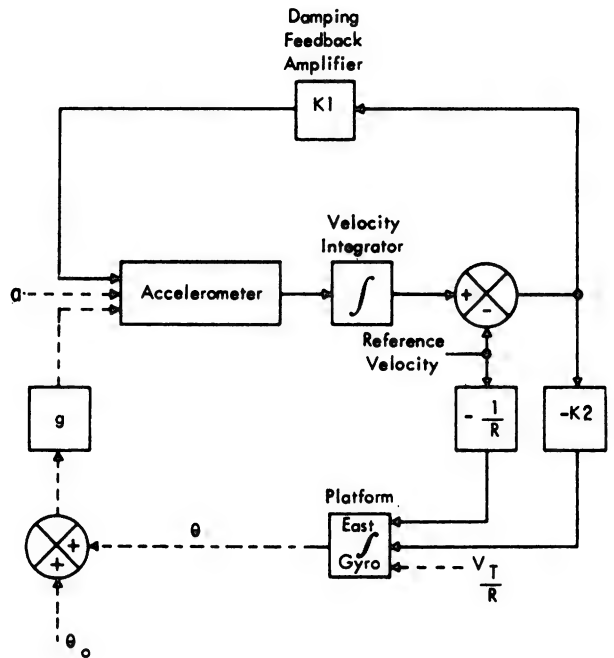 Damping
Feedback
Amplifier
K1
Velocity
Integrator
a
Accelerometer
∫
+
-
Reference
Velocity
g
- 1/R
-K2
Platform
East
∫
Gyro
θ
+
+
V_T/R
θ_o